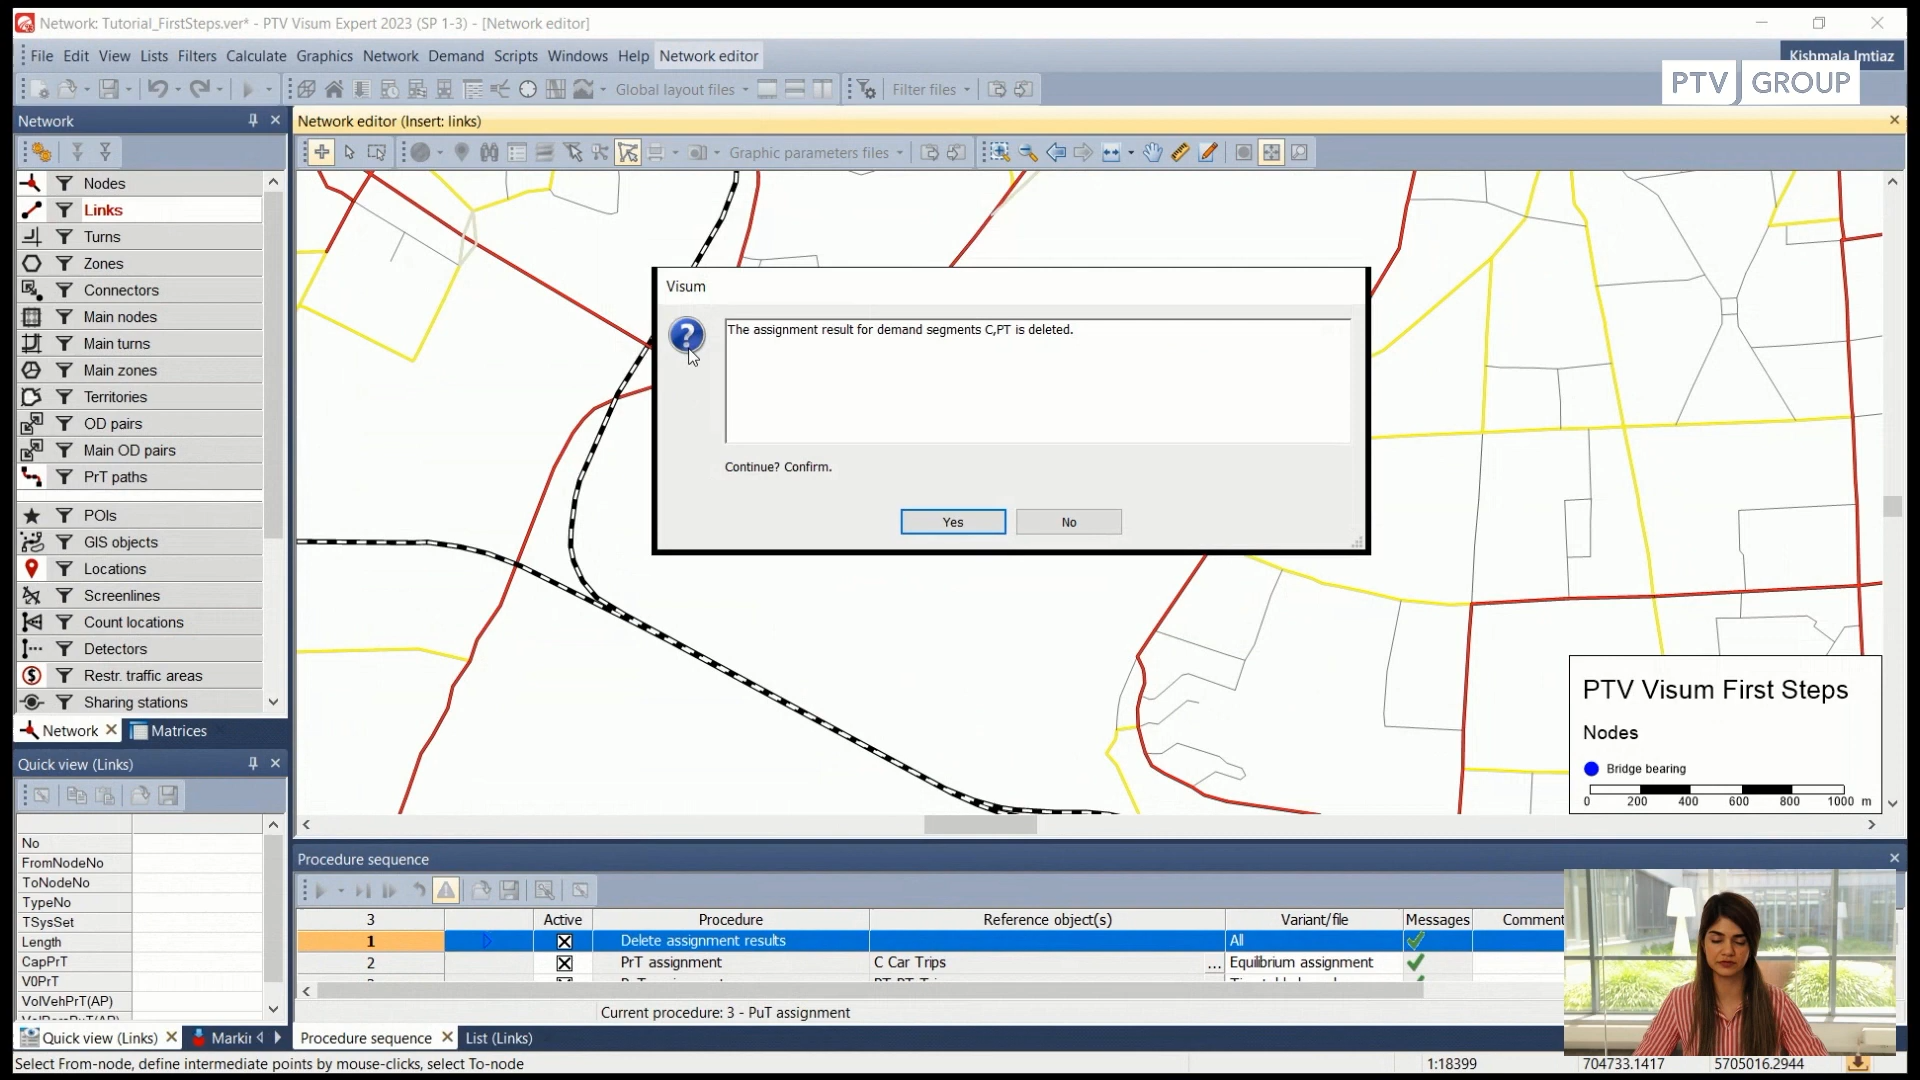 Network: Tutorial_FirstSteps.ver* - PTV Visum Expert 2023 (SP 1-3) - [Network editor]
File Edit View Lists Filters Calculate Graphics Network Demand Scripts Windows Help Network editor
Kishmala Imtiaz
PTV GROUP
Global layout files
Filter files
Network
Network editor (Insert: links)
Graphic parameters files
Nodes
Links
Turns
Zones
Connectors
Main nodes
Main turns
Main zones
Territories
OD pairs
Main OD pairs
PrT paths
POIs
GIS objects
Locations
Screenlines
Count locations
Detectors
Restr. traffic areas
Sharing stations
Network
Matrices
Visum
The assignment result for demand segments C,PT is deleted.
Continue? Confirm.
Yes
No
PTV Visum First Steps
Nodes
Bridge bearing
0 200 400 600 800 1000 m
Quick view (Links)
No
FromNodeNo
ToNodeNo
TypeNo
TSysSet
Length
CapPrT
V0PrT
VolVehPrT(AP)
Procedure sequence
3 Active Procedure Reference object(s) Variant/file Messages Comment
1 Delete assignment results All
2 PrT assignment C Car Trips ... Equilibrium assignment
Current procedure: 3 - PuT assignment
Quick view (Links)
Markir
Procedure sequence
List (Links)
Select From-node, define intermediate points by mouse-clicks, select To-node
1:18399
704733.1417
5705016.2944